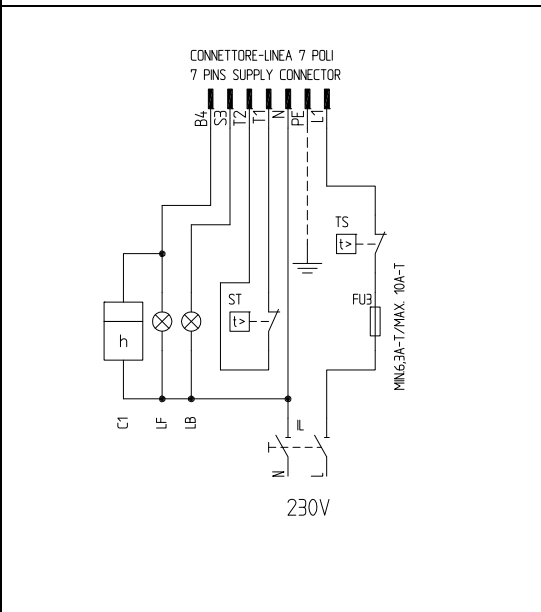 CONNETTORE-LINEA 7 POLI
7 PINS SUPPLY CONNECTOR
B4
S3
T2
T1
N
PE
L1
TS
t>
ST
t>
FU3
MIN.6,3A-T/MAX. 10A-T
h
C1
LF
LB
IL
N
L
230V